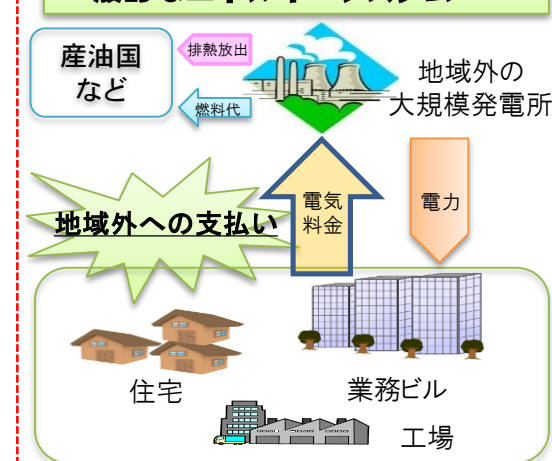 産油国
など
排熱放出
燃料代
地域外の
大規模発電所
地域外への支払い
電気
料金
電力
住宅
業務ビル
工場